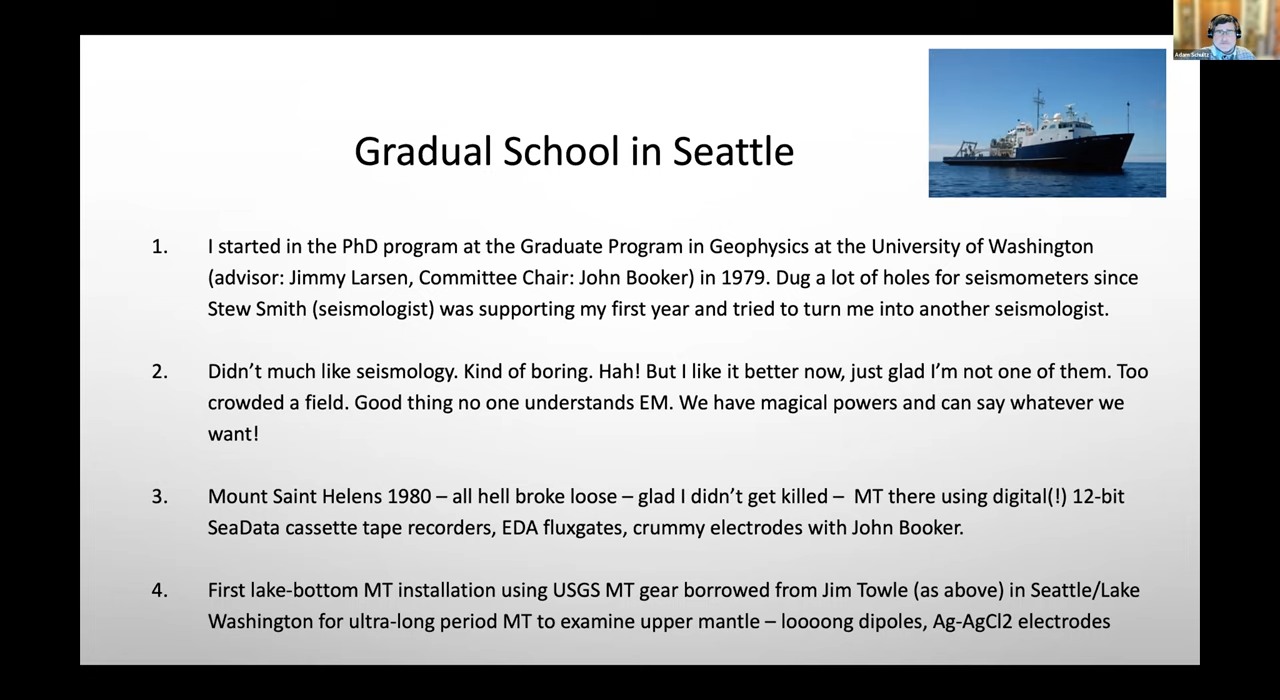 Adam Schultz
Gradual School in Seattle
1. I started in the PhD program at the Graduate Program in Geophysics at the University of Washington
(advisor: Jimmy Larsen, Committee Chair: John Booker) in 1979. Dug a lot of holes for seismometers since
Stew Smith (seismologist) was supporting my first year and tried to turn me into another seismologist.
2. Didn’t much like seismology. Kind of boring. Hah! But I like it better now, just glad I’m not one of them. Too
crowded a field. Good thing no one understands EM. We have magical powers and can say whatever we
want!
3. Mount Saint Helens 1980 – all hell broke loose – glad I didn’t get killed – MT there using digital(!) 12-bit
SeaData cassette tape recorders, EDA fluxgates, crummy electrodes with John Booker.
4. First lake-bottom MT installation using USGS MT gear borrowed from Jim Towle (as above) in Seattle/Lake
Washington for ultra-long period MT to examine upper mantle – looong dipoles, Ag-AgCl2 electrodes